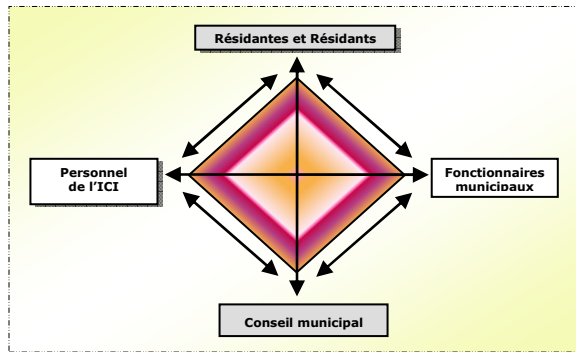 Résidantes et Résidants
Personnel
de l’ICI
Fonctionnaires
municipaux
Conseil municipal